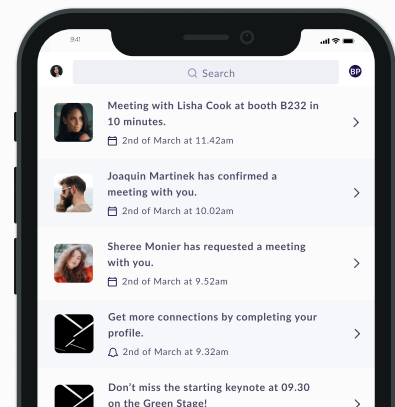 9:41
Search
BP
Meeting with Lisha Cook at booth B232 in
10 minutes.
2nd of March at 11.42am
Joaquin Martinek has confirmed a
meeting with you.
2nd of March at 10.02am
Sheree Monier has requested a meeting
with you.
2nd of March at 9.52am
Get more connections by completing your
profile.
2nd of March at 9.32am
Don’t miss the starting keynote at 09.30
on the Green Stage!